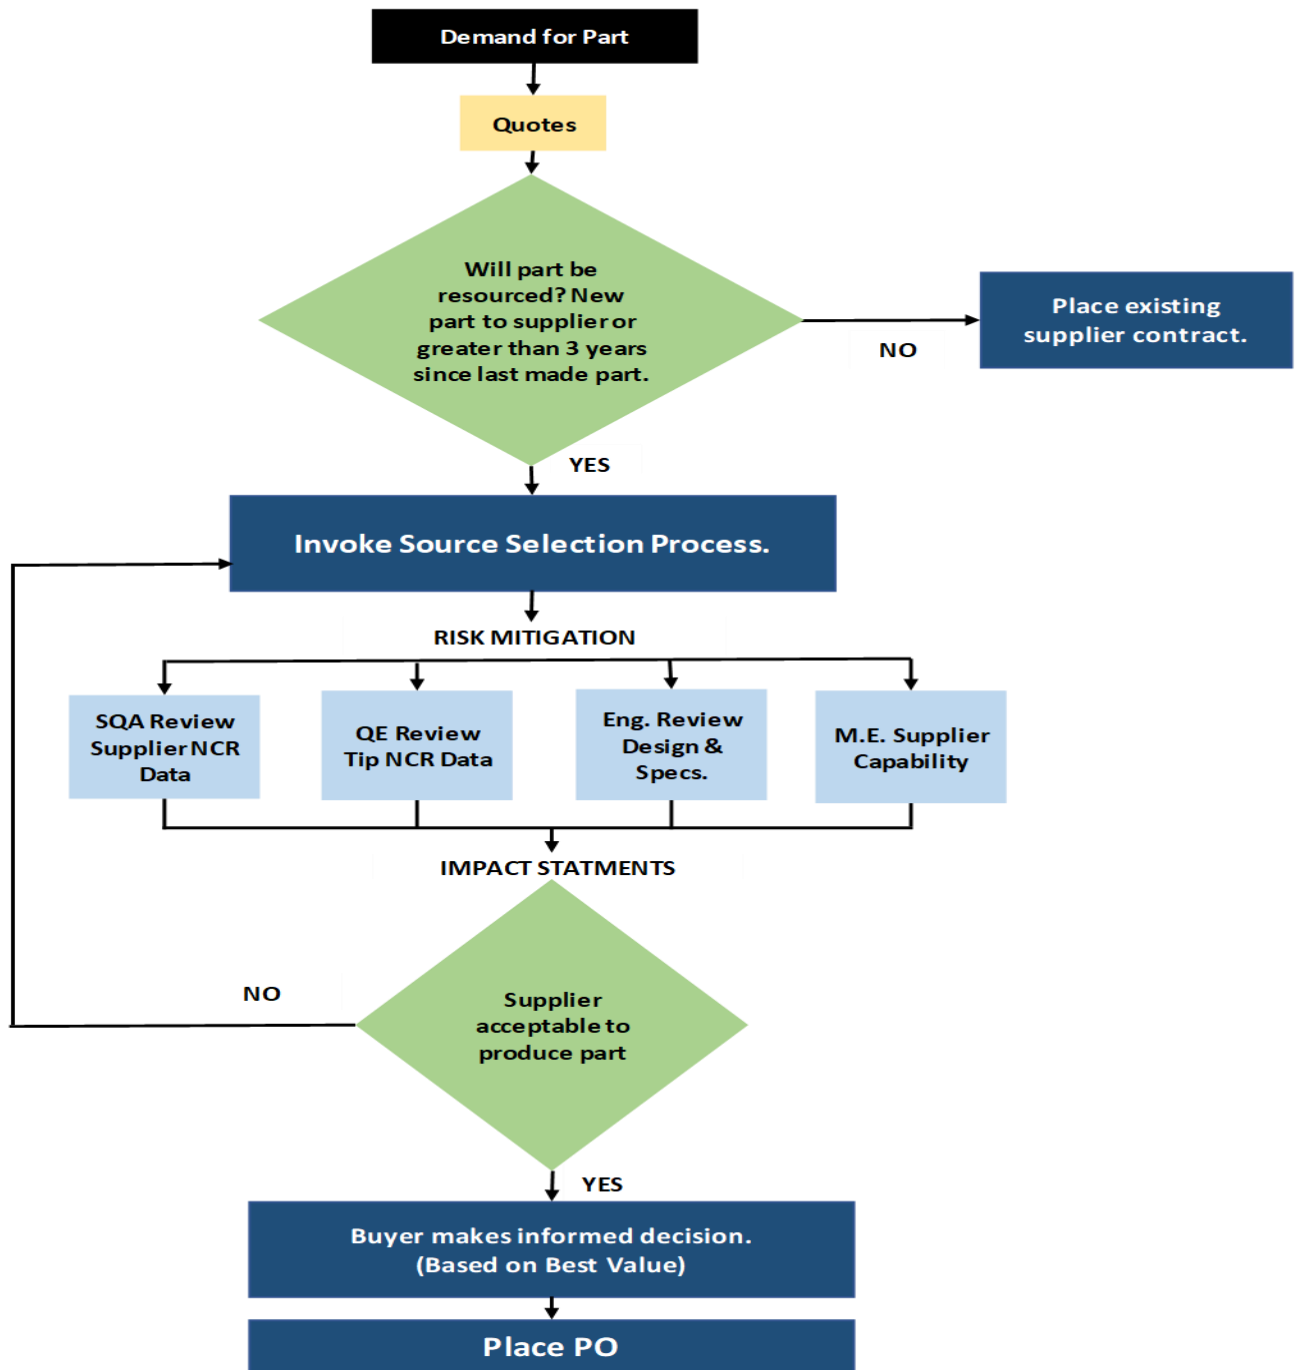 Demand for Part
Quotes
Will part be
resourced? New
part to supplier or
greater than 3 years
since last made part.
NO
Place existing
supplier contract.
YES
Invoke Source Selection Process.
RISK MITIGATION
SQA Review
Supplier NCR
Data
QE Review
Tip NCR Data
Eng. Review
Design &
Specs.
M.E. Supplier
Capability
IMPACT STATMENTS
NO
Supplier
acceptable to
produce part
YES
Buyer makes informed decision.
(Based on Best Value)
Place PO